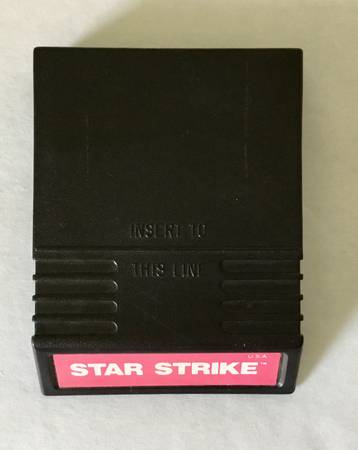 INSERT TO
THIS LINE
U.S.A.
STAR STRIKE™